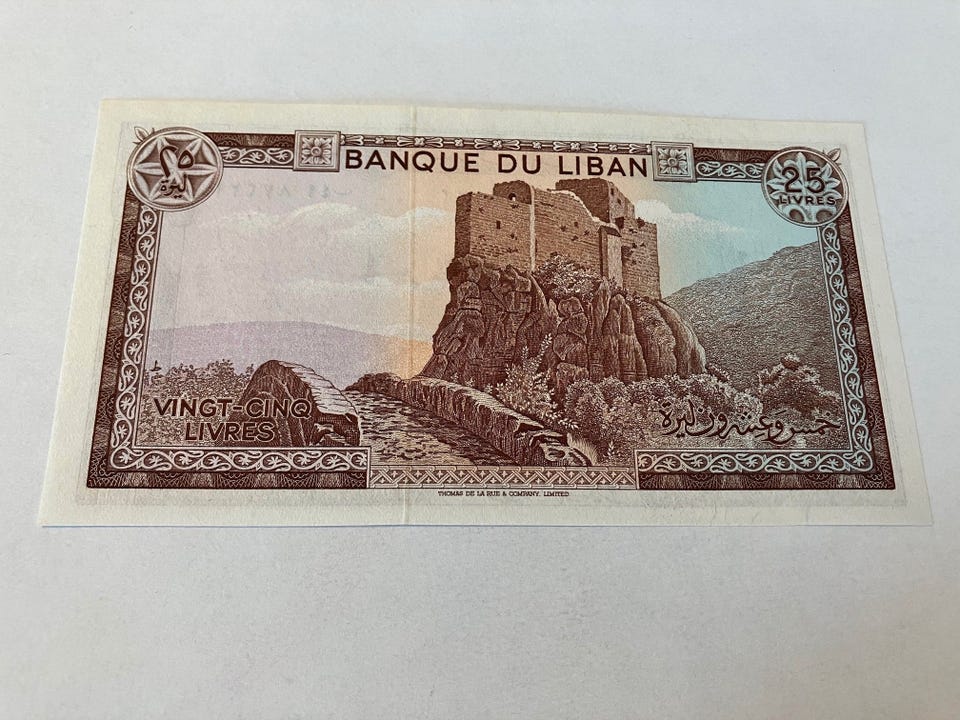 ٢٥
ليرة
BANQUE DU LIBAN
25
LIVRES
VINGT-CINQ
LIVRES
خمس وعشرون ليرة
THOMAS DE LA RUE & COMPANY, LIMITED.